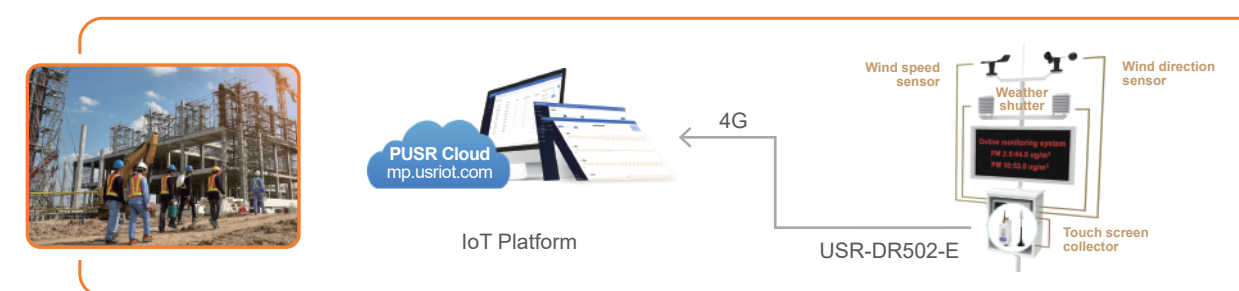 Wind speed
sensor
Wind direction
sensor
Weather
shutter
4G
Online monitoring system
PM 2.5:44.0 ug/m³
PM 10:53.8 ug/m³
PUSR Cloud
mp.usriot.com
IoT Platform
USR-DR502-E
Touch screen
collector